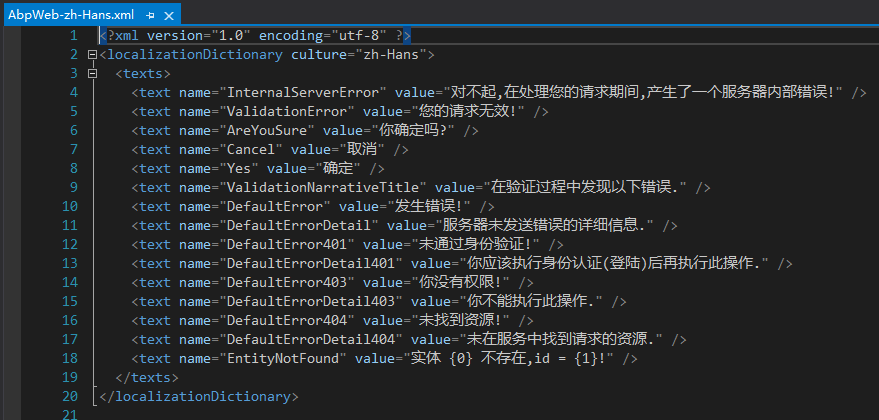 AbpWeb-zh-Hans.xml
1 <?xml version="1.0" encoding="utf-8" ?>
2 <localizationDictionary culture="zh-Hans">
3 <texts>
4 <text name="InternalServerError" value="对不起,在处理您的请求期间,产生了一个服务器内部错误!" />
5 <text name="ValidationError" value="您的请求无效!" />
6 <text name="AreYouSure" value="你确定吗?" />
7 <text name="Cancel" value="取消" />
8 <text name="Yes" value="确定" />
9 <text name="ValidationNarrativeTitle" value="在验证过程中发现以下错误." />
10 <text name="DefaultError" value="发生错误!" />
11 <text name="DefaultErrorDetail" value="服务器未发送错误的详细信息." />
12 <text name="DefaultError401" value="未通过身份验证!" />
13 <text name="DefaultErrorDetail401" value="你应该执行身份认证(登陆)后再执行此操作." />
14 <text name="DefaultError403" value="你没有权限!" />
15 <text name="DefaultErrorDetail403" value="你不能执行此操作." />
16 <text name="DefaultError404" value="未找到资源!" />
17 <text name="DefaultErrorDetail404" value="未在服务中找到请求的资源." />
18 <text name="EntityNotFound" value="实体 {0} 不存在,id = {1}!" />
19 </texts>
20 </localizationDictionary>
21